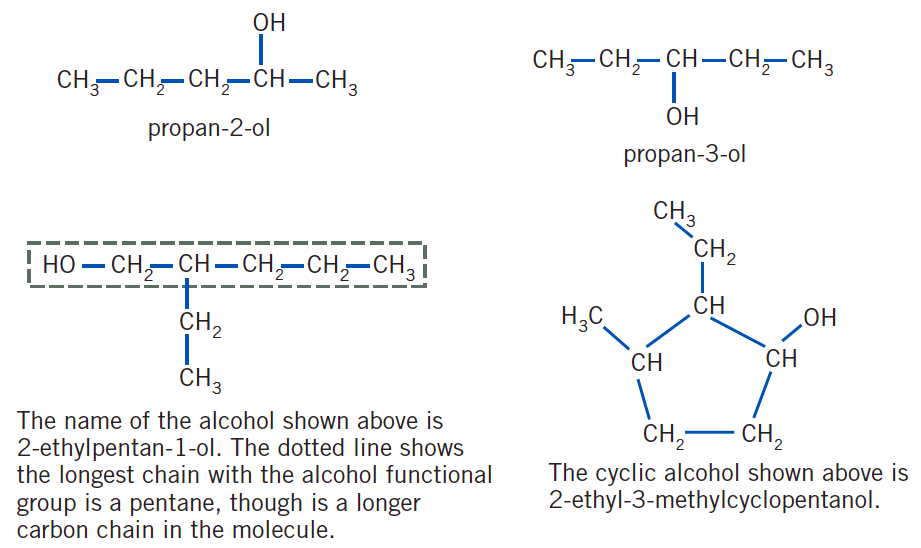 OH
CH3—CH2—CH2—CH—CH3
propan-2-ol
CH3—CH2—CH—CH2—CH3
OH
propan-3-ol
HO—CH2—CH—CH2—CH2—CH3
CH2
CH3
The name of the alcohol shown above is
2-ethylpentan-1-ol. The dotted line shows
the longest chain with the alcohol functional
group is a pentane, though is a longer
carbon chain in the molecule.
CH3
CH2
H3C
CH
OH
CH
CH
CH2—CH2
The cyclic alcohol shown above is
2-ethyl-3-methylcyclopentanol.